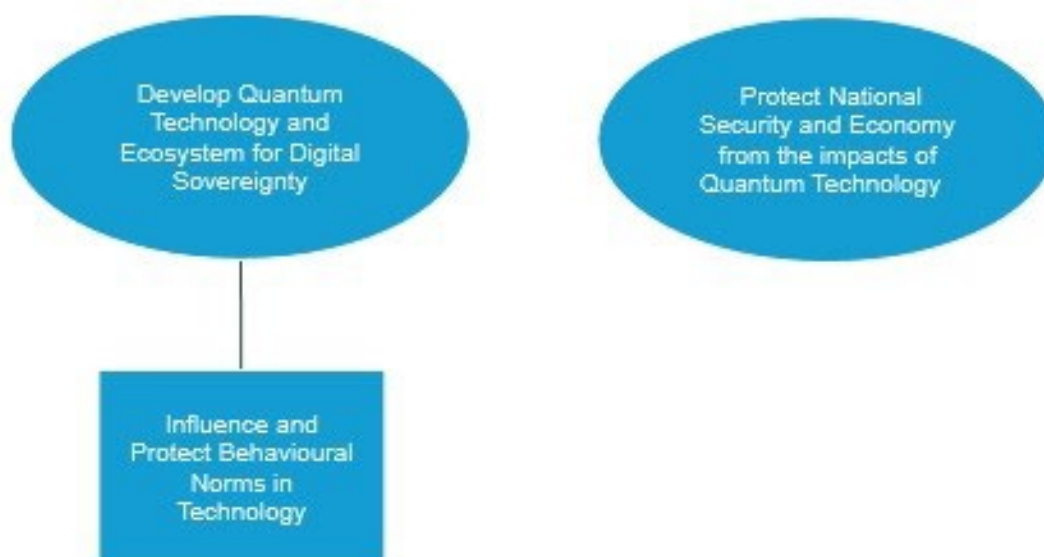 Develop Quantum
Technology and
Ecosystem for Digital
Sovereignty
Protect National
Security and Economy
from the impacts of
Quantum Technology
Influence and
Protect Behavioural
Norms in
Technology